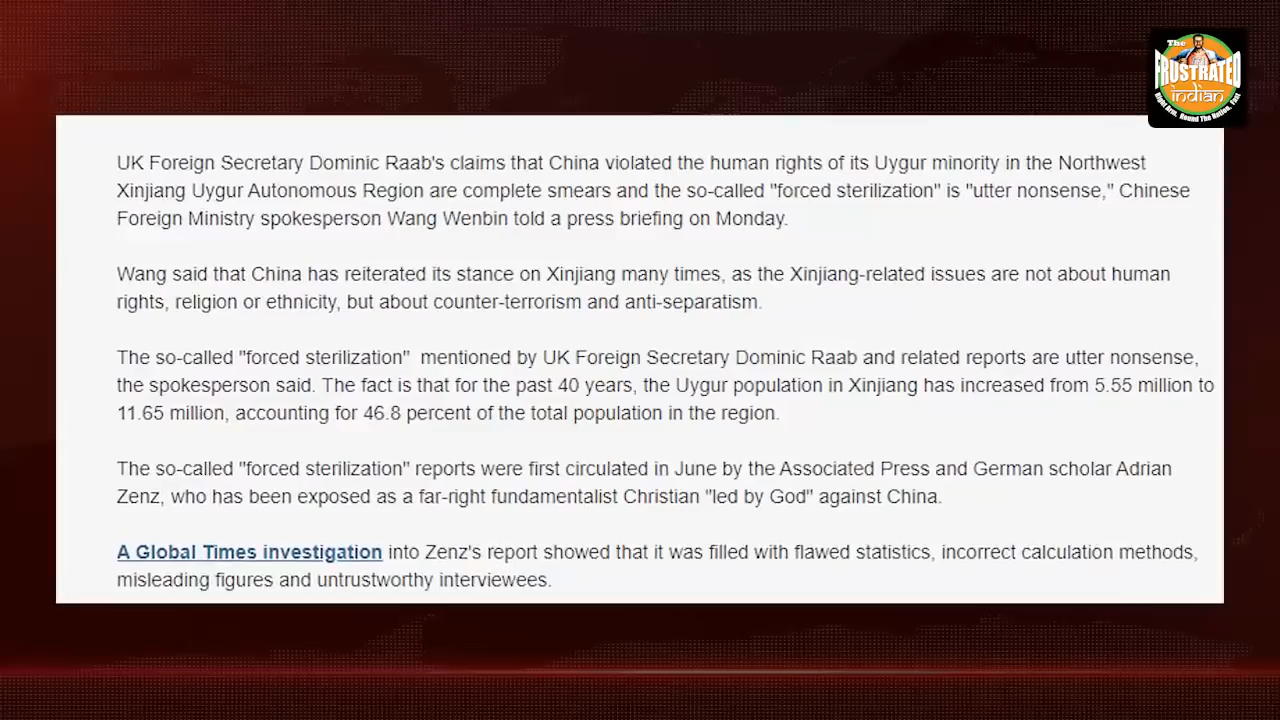 The
FRUSTRATED
indian
Right Arm. Round The Nation. Fast
UK Foreign Secretary Dominic Raab's claims that China violated the human rights of its Uygur minority in the Northwest
Xinjiang Uygur Autonomous Region are complete smears and the so-called "forced sterilization" is "utter nonsense," Chinese
Foreign Ministry spokesperson Wang Wenbin told a press briefing on Monday.
Wang said that China has reiterated its stance on Xinjiang many times, as the Xinjiang-related issues are not about human
rights, religion or ethnicity, but about counter-terrorism and anti-separatism.
The so-called "forced sterilization"  mentioned by UK Foreign Secretary Dominic Raab and related reports are utter nonsense,
the spokesperson said. The fact is that for the past 40 years, the Uygur population in Xinjiang has increased from 5.55 million to
11.65 million, accounting for 46.8 percent of the total population in the region.
The so-called "forced sterilization" reports were first circulated in June by the Associated Press and German scholar Adrian
Zenz, who has been exposed as a far-right fundamentalist Christian "led by God" against China.
A Global Times investigation into Zenz's report showed that it was filled with flawed statistics, incorrect calculation methods,
misleading figures and untrustworthy interviewees.